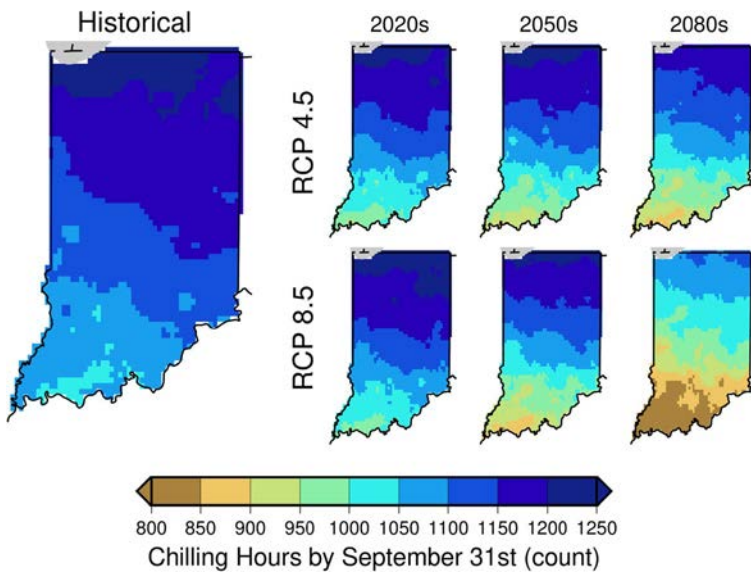 Historical
2020s 2050s 2080s
RCP 4.5
RCP 8.5
800 850 900 950 1000 1050 1100 1150 1200 1250
Chilling Hours by September 31st (count)